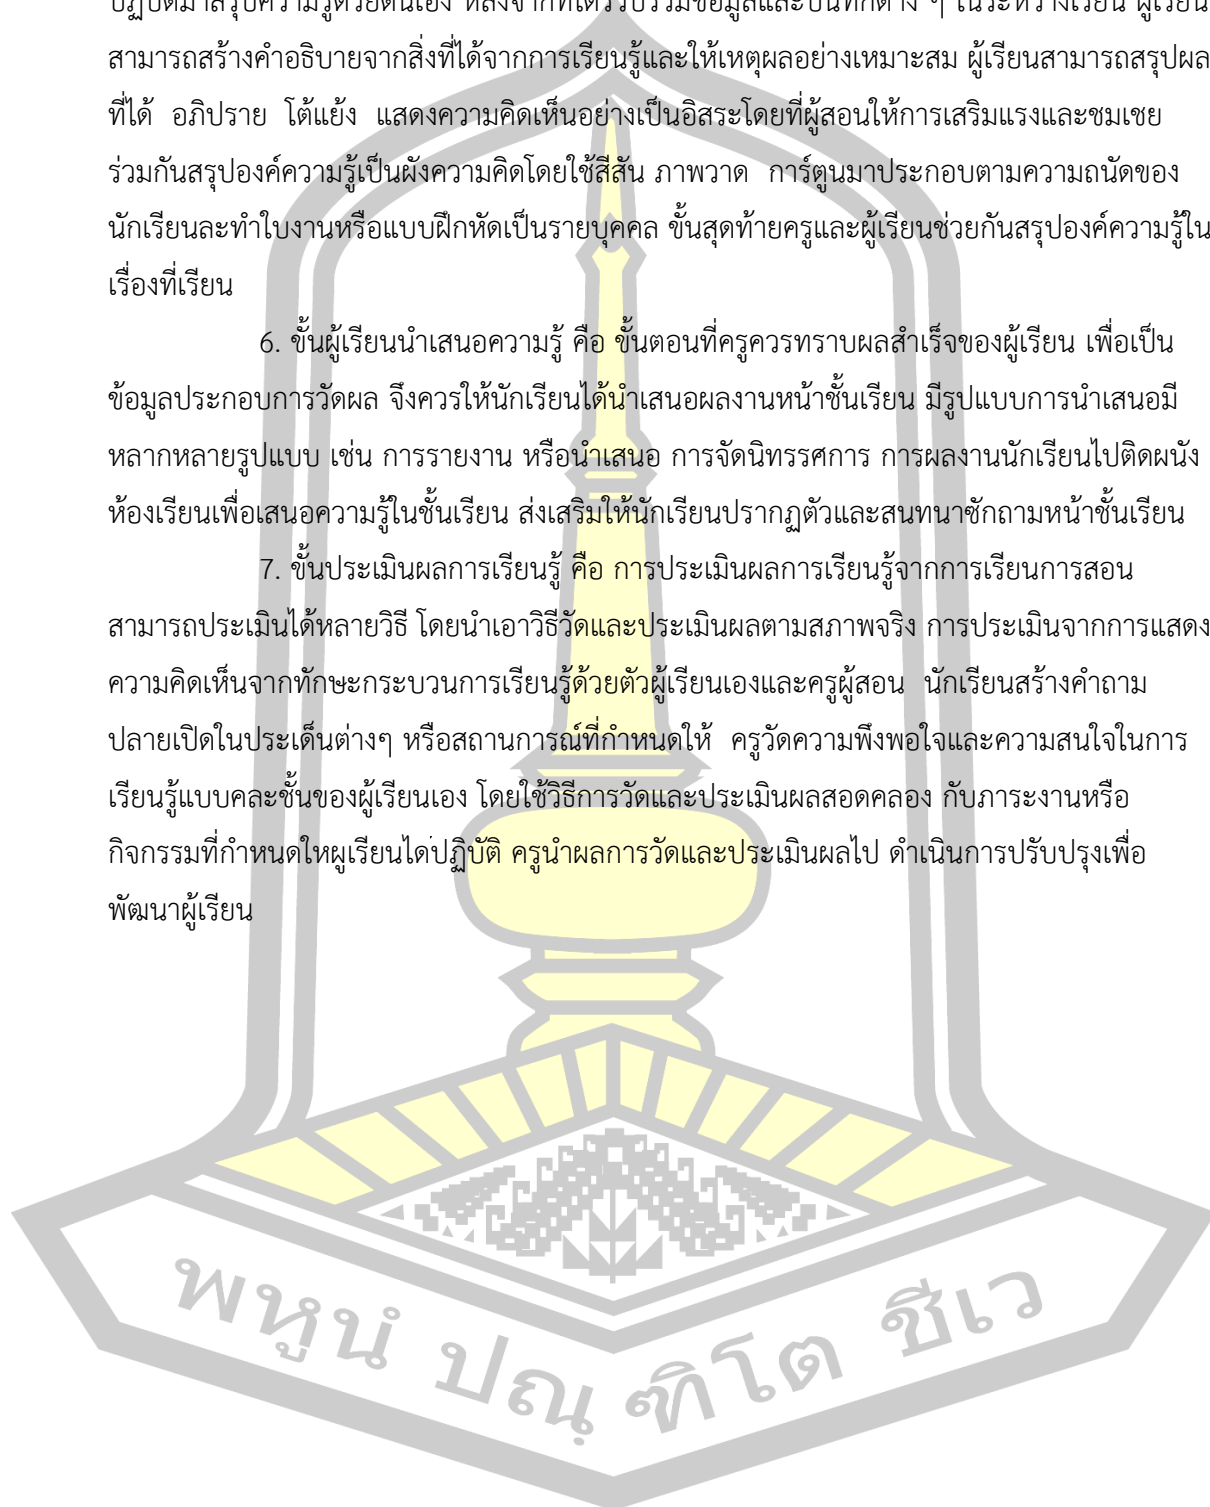 ปฏิบัติมาสรุปความรู้ด้วยตนเอง หลังจากที่ได้รวบรวมข้อมูลและบันทึกต่าง ๆ ในระหว่างเรียน ผู้เรียน
สามารถสร้างคำอธิบายจากสิ่งที่ได้จากการเรียนรู้และให้เหตุผลอย่างเหมาะสม ผู้เรียนสามารถสรุปผล
ที่ได้ อภิปราย โต้แย้ง แสดงความคิดเห็นอย่างเป็นอิสระโดยที่ผู้สอนให้การเสริมแรงและชมเชย
ร่วมกันสรุปองค์ความรู้เป็นผังความคิดโดยใช้สีสัน ภาพวาด การ์ตูนมาประกอบตามความถนัดของ
นักเรียนละทำใบงานหรือแบบฝึกหัดเป็นรายบุคคล ขั้นสุดท้ายครูและผู้เรียนช่วยกันสรุปองค์ความรู้ใน
เรื่องที่เรียน
6. ขั้นผู้เรียนนำเสนอความรู้ คือ ขั้นตอนที่ครูควรทราบผลสำเร็จของผู้เรียน เพื่อเป็น
ข้อมูลประกอบการวัดผล จึงควรให้นักเรียนได้นำเสนอผลงานหน้าชั้นเรียน มีรูปแบบการนำเสนอมี
หลากหลายรูปแบบ เช่น การรายงาน หรือนำเสนอ การจัดนิทรรศการ การผลงานนักเรียนไปติดผนัง
ห้องเรียนเพื่อเสนอความรู้ในชั้นเรียน ส่งเสริมให้นักเรียนปรากฏตัวและสนทนาซักถามหน้าชั้นเรียน
7. ขั้นประเมินผลการเรียนรู้ คือ การประเมินผลการเรียนรู้จากการเรียนการสอน
สามารถประเมินได้หลายวิธี โดยนำเอาวิธีวัดและประเมินผลตามสภาพจริง การประเมินจากการแสดง
ความคิดเห็นจากทักษะกระบวนการเรียนรู้ด้วยตัวผู้เรียนเองและครูผู้สอน นักเรียนสร้างคำถาม
ปลายเปิดในประเด็นต่างๆ หรือสถานการณ์ที่กำหนดให้ ครูวัดความพึงพอใจและความสนใจในการ
เรียนรู้แบบคละชั้นของผู้เรียนเอง โดยใช้วิธีการวัดและประเมินผลสอดคลอง กับภาระงานหรือ
กิจกรรมที่กำหนดใหผูเรียนได่ปฏิบัติ ครูนำผลการวัดและประเมินผลไป ดำเนินการปรับปรุงเพื่อ
พัฒนาผู้เรียน
พหูนํ ปณฺฑิโต ชีเว